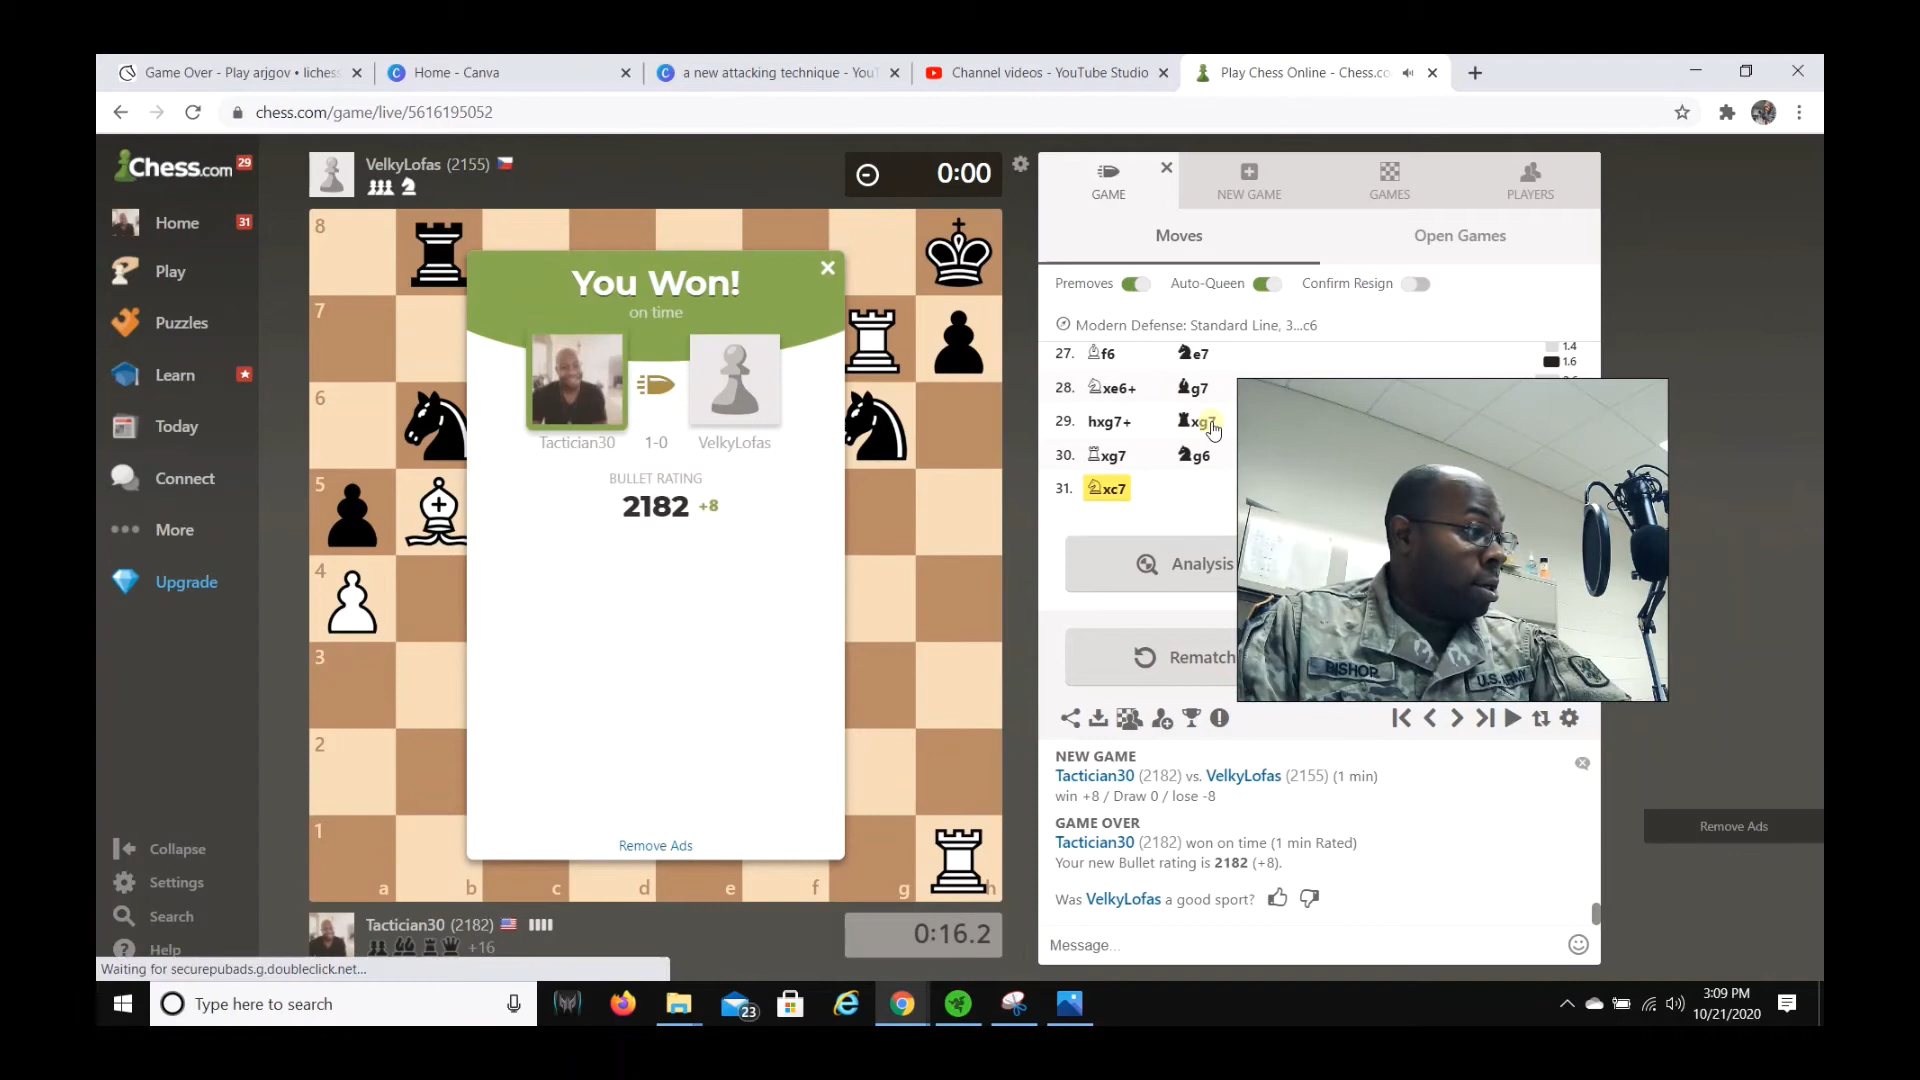 Game Over - Play arjgov • lichess
Home - Canva
a new attacking technique - YouT
Channel videos - YouTube Studio
Play Chess Online - Chess.co
chess.com/game/live/5616195052
Chess.com 29
Home 31
Play
Puzzles
Learn
Today
Connect
More
Upgrade
Collapse
Settings
Search
Help
VelkyLofas (2155)
0:00
8
7
6
5
4
3
2
1
a b c d e f g h
You Won!
on time
Tactician30 1-0 VelkyLofas
BULLET RATING
2182 +8
Remove Ads
Tactician30 (2182)
+16
0:16.2
GAME
NEW GAME
GAMES
PLAYERS
Moves
Open Games
Premoves
Auto-Queen
Confirm Resign
Modern Defense: Standard Line, 3...c6
27. f6 e7 1.4
1.6
28. xe6+ g7
29. hxg7+ xg7
30. xg7 g6
31. xc7
Analysis
Rematch
BISHOP
U.S. ARMY
NEW GAME
Tactician30 (2182) vs. VelkyLofas (2155) (1 min)
win +8 / Draw 0 / lose -8
GAME OVER
Tactician30 (2182) won on time (1 min Rated)
Your new Bullet rating is 2182 (+8).
Was VelkyLofas a good sport?
Message...
Remove Ads
Waiting for securepubads.g.doubleclick.net...
Type here to search
23
3:09 PM
10/21/2020